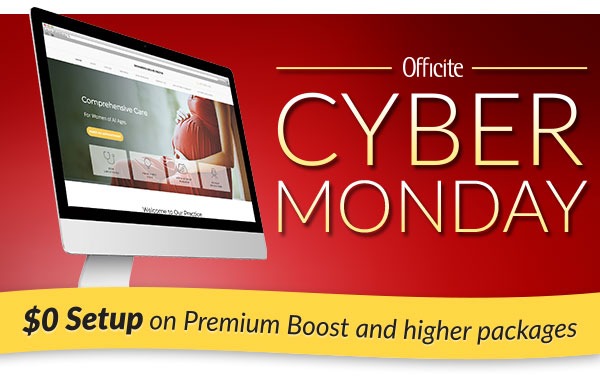 Officite
CYBER
MONDAY
Comprehensive Care
For Women of All Ages
Welcome to Our Practice
$0 Setup on Premium Boost and higher packages